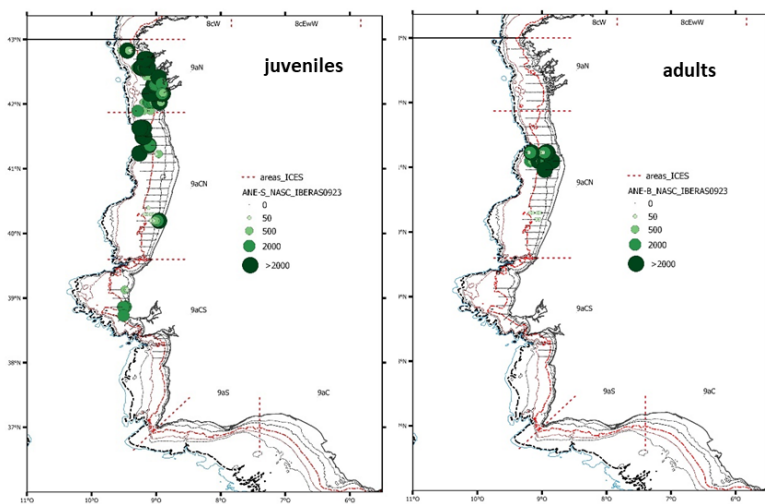 8cW 8cEwW
43°N
9aN
juveniles
42°N
41°N
9aCN
areas_ICES
ANE-S_NASC_IBERAS0923
0
50
500
2000
>2000
40°N
39°N
9aCS
38°N
9aS 9aC
37°N
11°O 10°O 9°O 8°O 7°O 6°O
8cW 8cEwW
9aN
adults
9aCN
areas_ICES
ANE-B_NASC_IBERAS0923
0
50
500
2000
>2000
9aCS
9aS 9aC
11°O 10°O 9°O 8°O 7°O 6°O